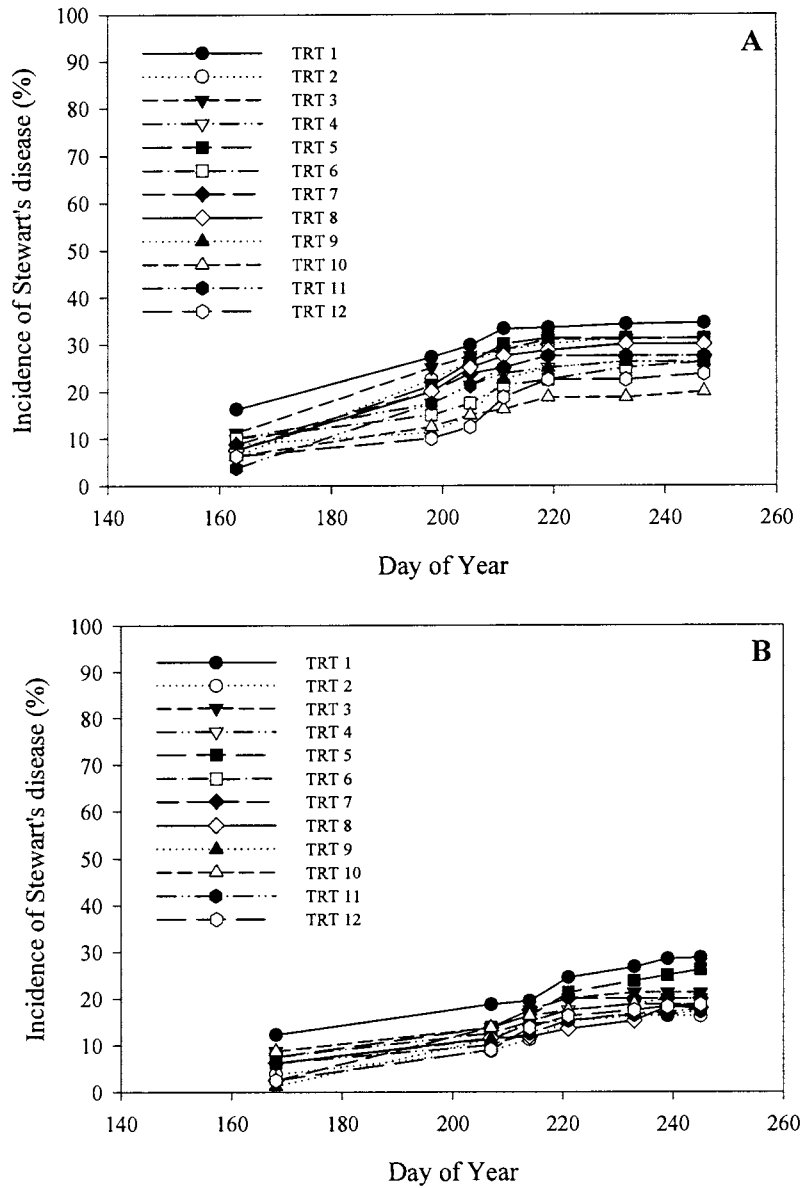 A
Incidence of Stewart's disease (%)
100
90
80
70
60
50
40
30
20
10
0
TRT 1
TRT 2
TRT 3
TRT 4
TRT 5
TRT 6
TRT 7
TRT 8
TRT 9
TRT 10
TRT 11
TRT 12
140 160 180 200 220 240 260
Day of Year
B
Incidence of Stewart's disease (%)
100
90
80
70
60
50
40
30
20
10
0
TRT 1
TRT 2
TRT 3
TRT 4
TRT 5
TRT 6
TRT 7
TRT 8
TRT 9
TRT 10
TRT 11
TRT 12
140 160 180 200 220 240 260
Day of Year